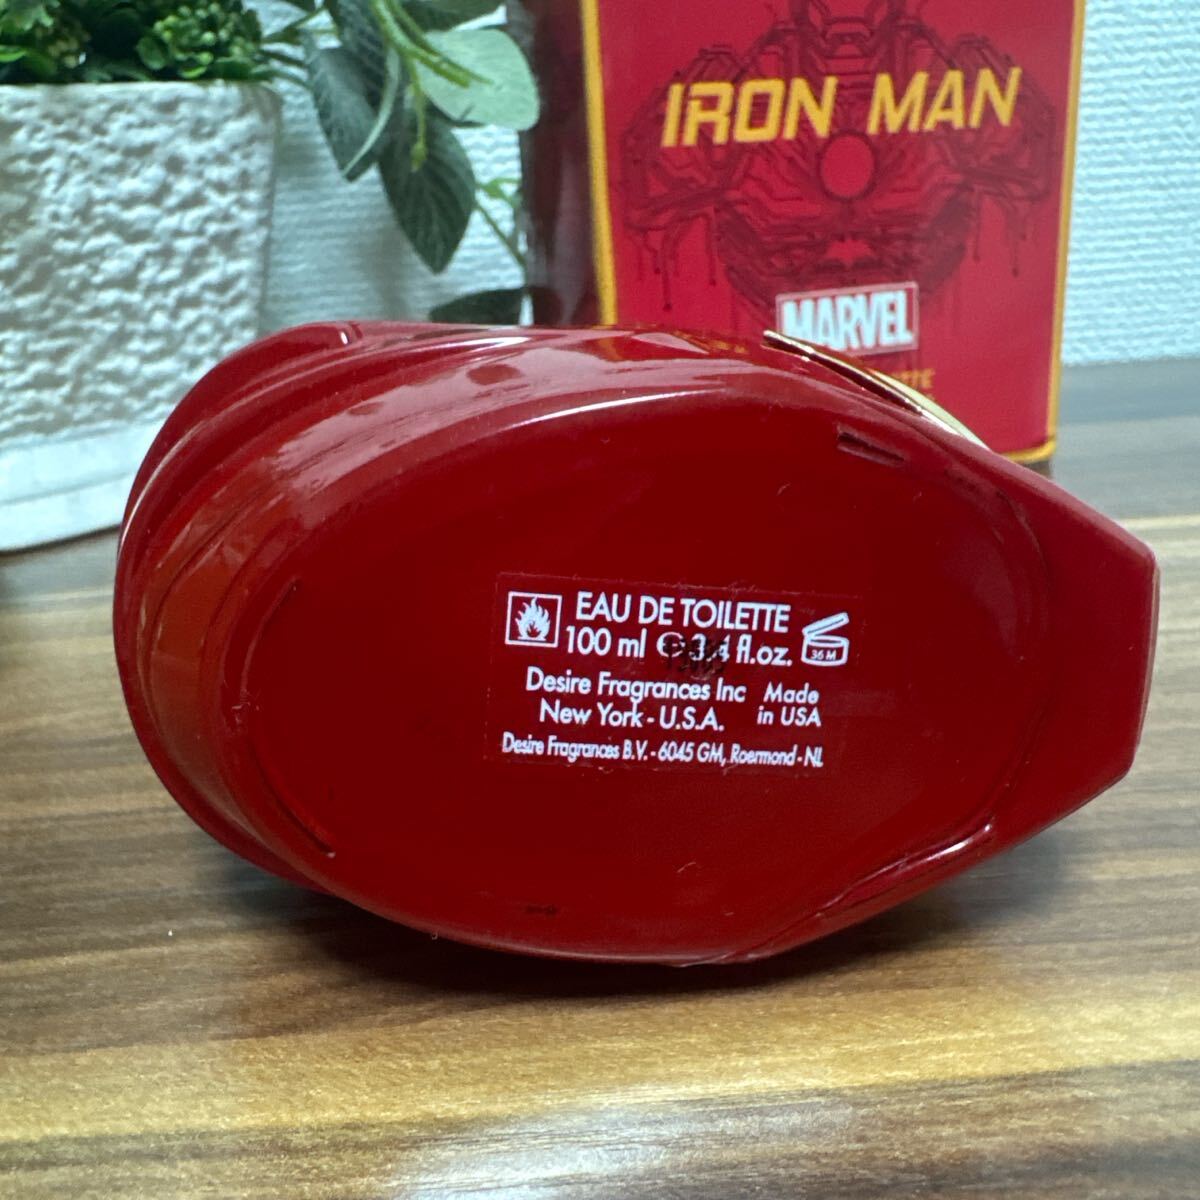 IRON MAN
MARVEL
EAU DE TOILETTE
100 ml ℮ 3.4 fl.oz.
36 M
Desire Fragrances Inc
New York - U.S.A.
Made
in USA
Desire Fragrances B.V. - 6045 GM, Roermond - NL